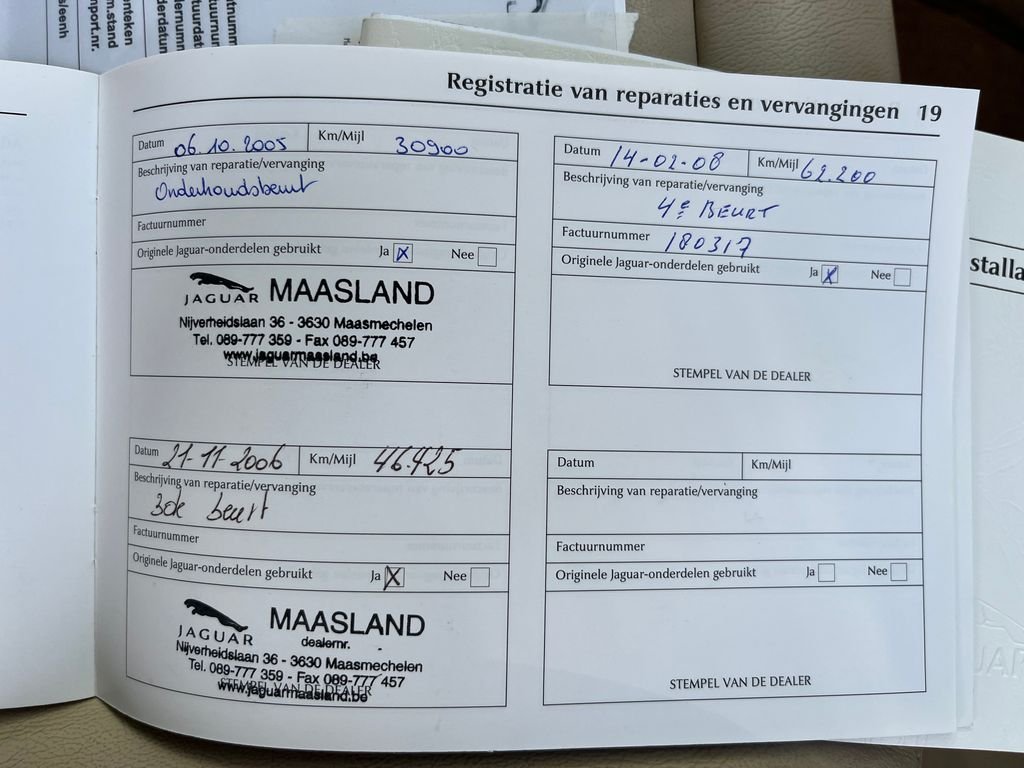 Registratie van reparaties en vervangingen 19
Datum 06.10.2005 Km/Mijl 30900
Beschrijving van reparatie/vervanging
Onderhoudsbeurt
Factuurnummer
Originele Jaguar-onderdelen gebruikt Ja X Nee
JAGUAR MAASLAND
Nijverheidslaan 36 - 3630 Maasmechelen
Tel. 089-777 359 - Fax 089-777 457
www.jaguarmaasland.be
STEMPEL VAN DE DEALER
Datum 21-11-2006 Km/Mijl 46.425
Beschrijving van reparatie/vervanging
3de beurt
Factuurnummer
Originele Jaguar-onderdelen gebruikt Ja X Nee
JAGUAR MAASLAND
dealernr.
Nijverheidslaan 36 - 3630 Maasmechelen
Tel. 089-777 359 - Fax 089-777 457
www.jaguarmaasland.be
STEMPEL VAN DE DEALER
Datum 14-02-08 Km/Mijl 62.200
Beschrijving van reparatie/vervanging
4e BEURT
Factuurnummer 180317
Originele Jaguar-onderdelen gebruikt Ja X Nee
STEMPEL VAN DE DEALER
Datum Km/Mijl
Beschrijving van reparatie/vervanging
Factuurnummer
Originele Jaguar-onderdelen gebruikt Ja Nee
STEMPEL VAN DE DEALER